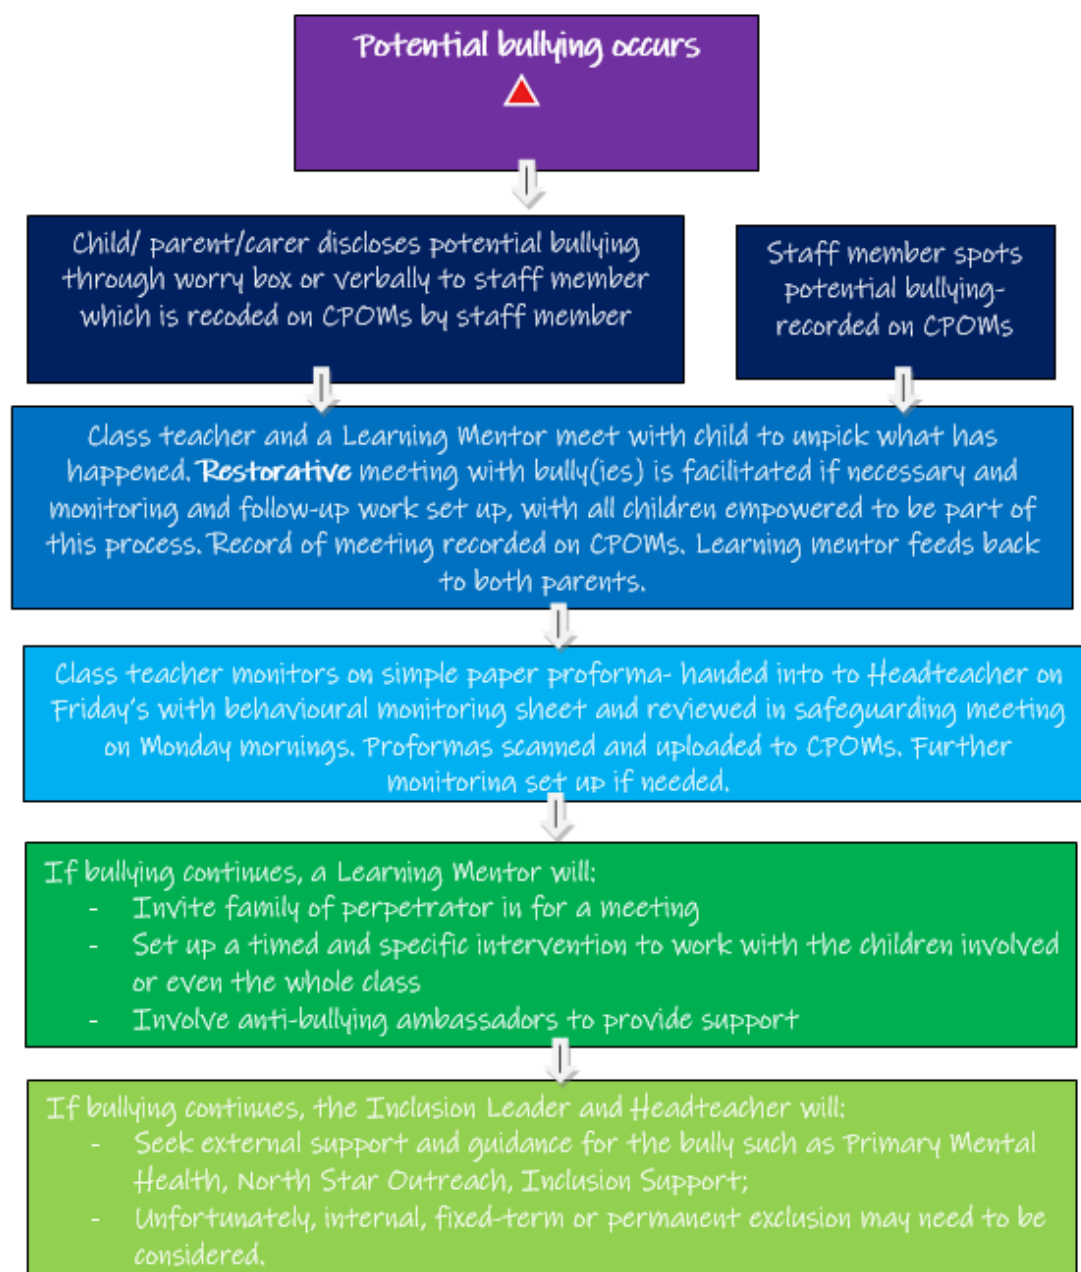 Potential bullying occurs
Child/ parent/carer discloses potential bullying
through worry box or verbally to staff member
which is recoded on CPOMs by staff member
Staff member spots
potential bullying-
recorded on CPOMs
Class teacher and a Learning Mentor meet with child to unpick what has
happened. Restorative meeting with bully(ies) is facilitated if necessary and
monitoring and follow-up work set up, with all children empowered to be part of
this process. Record of meeting recorded on CPOMs. Learning mentor feeds back
to both parents.
Class teacher monitors on simple paper proforma- handed into to Headteacher on
Friday's with behavioural monitoring sheet and reviewed in safeguarding meeting
on Monday mornings. Proformas scanned and uploaded to CPOMs. Further
monitoring set up if needed.
If bullying continues, a Learning Mentor will:
- Invite family of perpetrator in for a meeting
- Set up a timed and specific intervention to work with the children involved
or even the whole class
- Involve anti-bullying ambassadors to provide support
If bullying continues, the Inclusion Leader and Headteacher will:
- Seek external support and guidance for the bully such as Primary Mental
Health, North Star Outreach, Inclusion Support;
- Unfortunately, internal, fixed-term or permanent exclusion may need to be
considered.